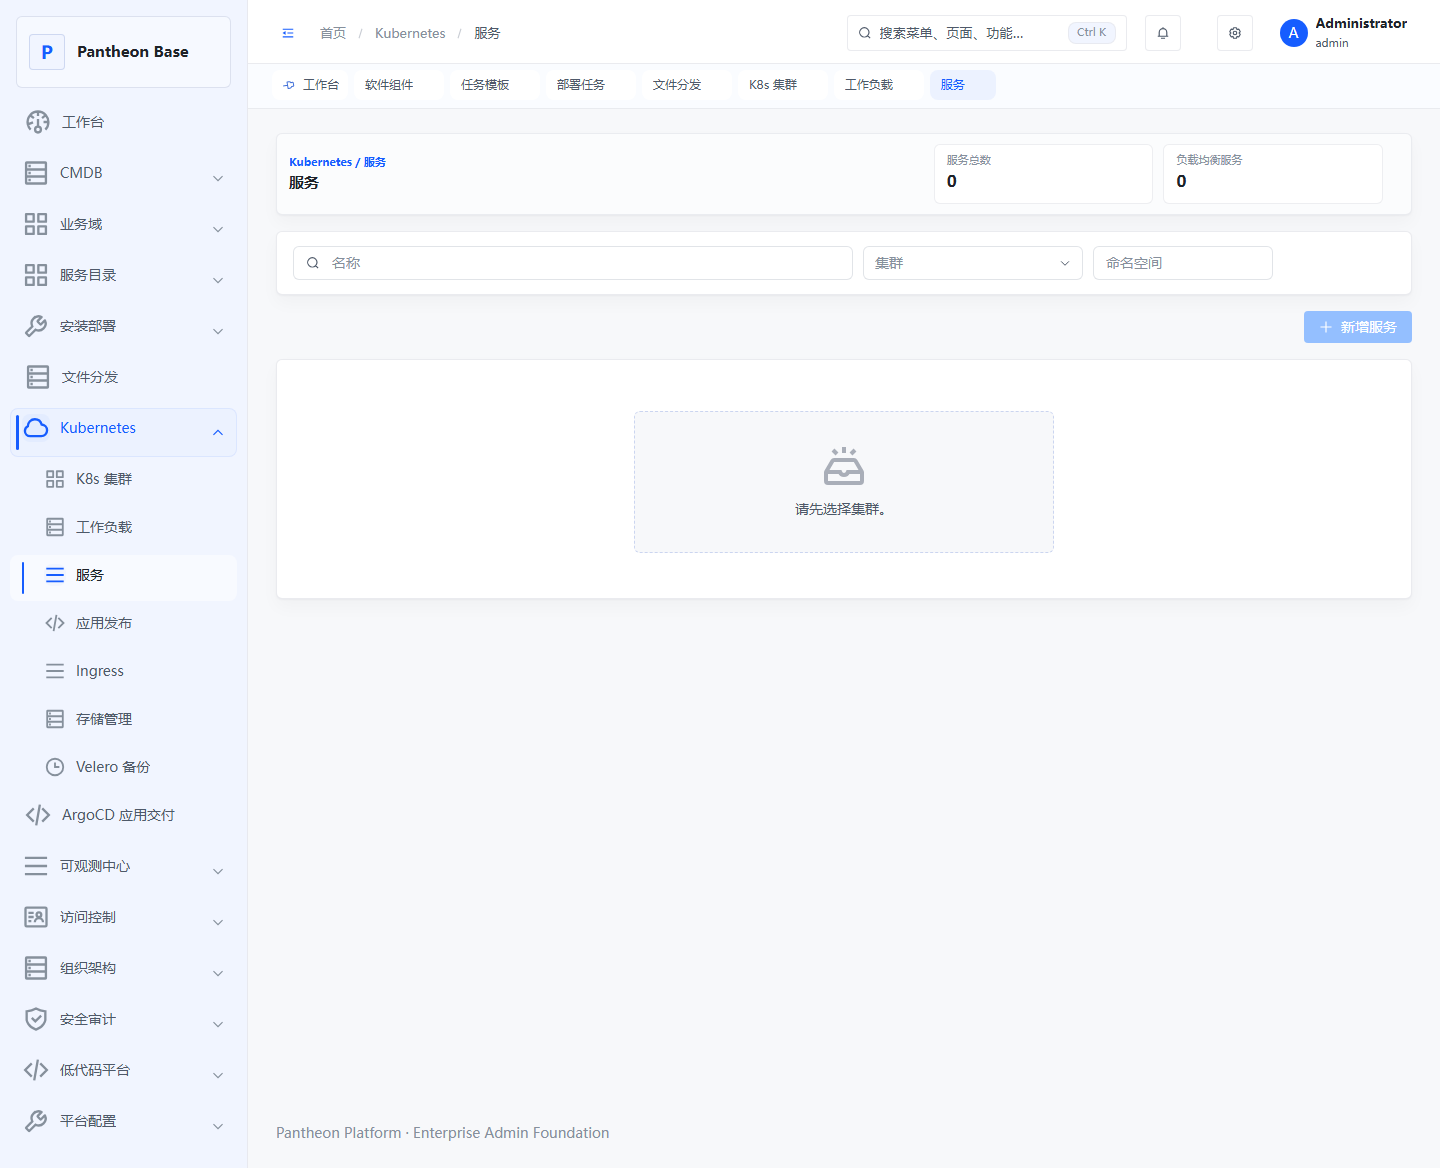 P Pantheon Base
工作台
CMDB
业务域
服务目录
安装部署
文件分发
Kubernetes
K8s 集群
工作负载
服务
应用发布
Ingress
存储管理
Velero 备份
ArgoCD 应用交付
可观测中心
访问控制
组织架构
安全审计
低代码平台
平台配置
首页 / Kubernetes / 服务
搜索菜单、页面、功能... Ctrl K
A Administrator
admin
工作台 软件组件 任务模板 部署任务 文件分发 K8s 集群 工作负载 服务
Kubernetes / 服务
服务
服务总数
0
负载均衡服务
0
名称 集群 命名空间
新增服务
请先选择集群。
Pantheon Platform · Enterprise Admin Foundation